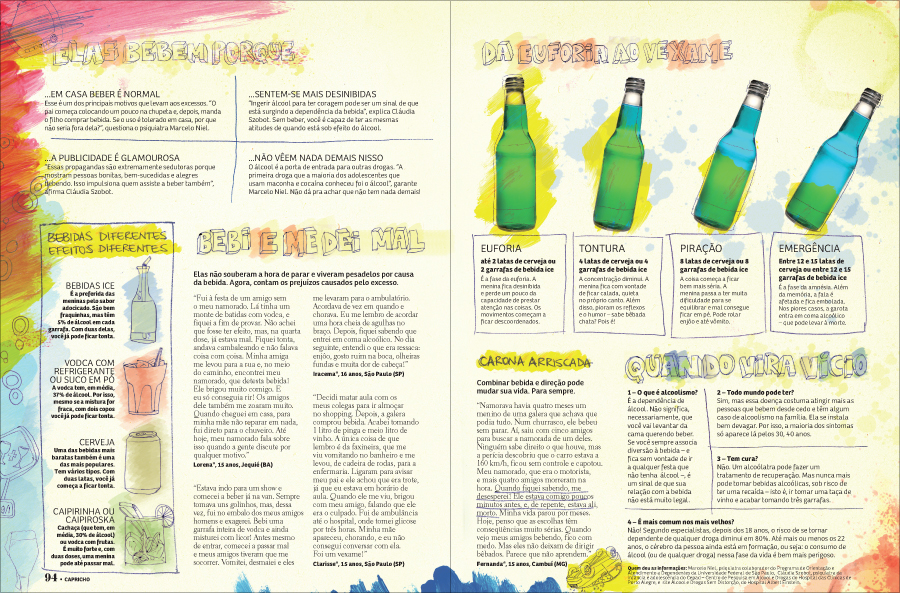 ELAS BEBEM PORQUE
...EM CASA BEBER É NORMAL
Esse é um dos principais motivos que levam aos excessos. "O
pai começa colocando um pouco na chupeta e, depois, manda
o filho comprar bebida. Se o uso é tolerado em casa, por que
não seria fora dela?", questiona o psiquiatra Marcelo Niel.
...SENTEM-SE MAIS DESINIBIDAS
"Ingerir álcool para ter coragem pode ser um sinal de que
está surgindo a dependência da bebida", explica Cláudia
Szobot. Sem beber, você é capaz de ter as mesmas
atitudes de quando está sob efeito do álcool.
...A PUBLICIDADE É GLAMOUROSA
"Essas propagandas são extremamente sedutoras porque
mostram pessoas bonitas, bem-sucedidas e alegres
bebendo. Isso impulsiona quem assiste a beber também",
afirma Cláudia Szobot.
...NÃO VÊEM NADA DEMAIS NISSO
O álcool é a porta de entrada para outras drogas. "A
primeira droga que a maioria dos adolescentes que
usam maconha e cocaína conheceu foi o álcool", garante
Marcelo Niel. Não dá pra achar que não tem nada demais!
BEBIDAS DIFERENTES
EFEITOS DIFERENTES
BEBIDAS ICE
É a preferida das
meninas pelo sabor
adocicado. São bem
fraquinhas, mas têm
5% de álcool em cada
garrafa. Com duas delas,
você já pode ficar tonta.
VODCA COM
REFRIGERANTE
OU SUCO EM PÓ
A vodca tem, em média,
37% de álcool. Por isso,
mesmo se a mistura for
fraca, com dois copos
você já pode ficar tonta.
CERVEJA
Uma das bebidas mais
baratas também é uma
das mais populares.
Tem vários tipos. Com
duas latas, você já
começa a ficar tonta.
CAIPIRINHA OU
CAIPIROSKA
Cachaça (que tem, em
média, 30% de álcool)
ou vodca com frutas.
É muito forte e, com
duas doses, uma menina
pode até passar mal.
BEBI E ME DEI MAL
Elas não souberam a hora de parar e viveram pesadelos por causa
da bebida. Agora, contam os prejuízos causados pelo excesso.
"Fui à festa de um amigo sem
o meu namorado. Lá tinha um
monte de batidas com vodca, e
fiquei a fim de provar. Não achei
que fosse ter efeito, mas, na quarta
dose, já estava mal. Fiquei tonta,
andava cambaleando e não falava
coisa com coisa. Minha amiga
me levou para a rua e, no meio
do caminho, encontrei meu
namorado, que detesta bebida!
Ele brigou muito comigo. E
eu só conseguia rir! Os amigos
dele também me zoaram muito.
Quando cheguei em casa, para
minha mãe não reparar em nada,
fui direto para o chuveiro. Até
hoje, meu namorado fala sobre
isso quando a gente discute por
qualquer motivo."
Lorena*, 15 anos, Jequié (BA)
"Estava indo para um show e
comecei a beber já na van. Sempre
tomava uns golinhos, mas, dessa
vez, fui no embalo dos meus amigos
homens e exagerei. Bebi uma
garrafa inteira de vodca e ainda
misturei com licor! Antes mesmo
de entrar, comecei a passar mal
e meus amigos tiveram que me
socorrer. Vomitei, desmaiei e eles
me levaram para o ambulatório.
Chorava muito. Eu lembro de acordar
uma hora cheia de agulhas no
braço. Depois, fiquei sabendo que
entrei em coma alcoólico. No dia
seguinte, entendi o que era ressaca:
enjôo, gosto ruim na boca, olheiras
fundas e muita dor de cabeça!"
Iracema*, 16 anos, São Paulo (SP)
"Decidi matar aula com os
meus colegas para ir almoçar
no shopping. Depois, a galera
comprou bebida. Acabei tomando
1 litro de pinga e meio litro de
vinho. A única coisa de que
lembro é da faxineira, que me
viu vomitando no banheiro e me
levou, de cadeira de rodas, para a
enfermaria. Ligaram para avisar
meu pai e ele achou que era trote,
já que eu estava em horário de
aula. Quando ele me viu, brigou
com meu amigo, falando que ele
era o culpado. Fui de ambulância
até o hospital, onde tomei glicose
por três horas. Minha mãe
apareceu, chorando, e eu não
consegui conversar com ela.
Foi um vexame!"
Clarisse*, 15 anos, São Paulo (SP)
94 • CAPRICHO
DA EUFORIA AO VEXAME
EUFORIA
até 2 latas de cerveja ou
2 garrafas de bebida ice
É a fase da euforia. A
menina fica desinibida
e perde um pouco da
capacidade de prestar
atenção nas coisas. Os
movimentos começam a
ficar descoordenados.
TONTURA
4 latas de cerveja ou 4
garrafas de bebida ice
A concentração diminui. A
menina fica com vontade
de ficar calada, quieta
no próprio canto. Além
disso, pioram os reflexos
e o humor – sabe bêbada
chata? Pois é!
PIRAÇÃO
8 latas de cerveja ou 8
garrafas de bebida ice
A coisa começa a ficar
bem mais séria. A
menina passa a ter muita
dificuldade para se
equilibrar e mal consegue
ficar em pé. Pode rolar
enjôo e até vômito.
EMERGÊNCIA
Entre 12 e 15 latas de
cerveja ou entre 12 e 15
garrafas de bebida ice
É a fase da amnésia. Além
da memória, a fala é
afetada e fica embolada.
Nos piores casos, a garota
entra em coma alcoólico
– que pode levar à morte.
CARONA ARRISCADA
Combinar bebida e direção pode
mudar sua vida. Para sempre.
"Namorava havia quatro meses um
menino de uma galera que achava que
podia tudo. Num churrasco, ele bebeu
sem parar. Aí, saiu com cinco amigos
para buscar a namorada de um deles.
Ninguém sabe direito o que houve, mas
a perícia descobriu que o carro estava a
160 km/h, ficou sem controle e capotou.
Meu namorado, que era o motorista,
e mais quatro amigos morreram na
hora. Quando fiquei sabendo, me
desesperei! Ele estava comigo poucos
minutos antes, e, de repente, estava ali,
morto. Minha vida parou por meses.
Hoje, penso que as escolhas têm
conseqüências muito sérias. Quando
vejo meus amigos bebendo, fico com
medo. Mas eles não deixam de dirigir
bêbados. Parece que não aprendem."
Fernanda*, 15 anos, Cambuí (MG)
QUANDO VIRA VÍCIO
1 – O que é alcoolismo?
É a dependência de
álcool. Não significa,
necessariamente, que
você vai levantar da
cama querendo beber.
Se você sempre associa
diversão à bebida – e
fica sem vontade de ir
a qualquer festa que
não tenha álcool –, é
um sinal de que sua
relação com a bebida
não está muito legal.
2 – Todo mundo pode ter?
Sim, mas essa doença costuma atingir mais as
pessoas que bebem desde cedo e têm algum
caso de alcoolismo na família. Ela se instala
bem devagar. Por isso, a maioria dos sintomas
só aparece lá pelos 30, 40 anos.
3 – Tem cura?
Não. Um alcoólatra pode fazer um
tratamento de recuperação. Mas nunca mais
pode tomar bebidas alcoólicas, sob risco de
ter uma recaída – isto é, ir tomar uma taça de
vinho e acabar tomando três garrafas.
4 – É mais comum nos mais velhos?
Não! Segundo especialistas, depois dos 18 anos, o risco de se tornar
dependente de qualquer droga diminui em 80%. Até mais ou menos os 22
anos, o cérebro da pessoa ainda está em formação, ou seja: o consumo de
álcool (ou de qualquer droga) nessa fase da vida é bem mais perigoso.
Quem deu as informações: Marcelo Niel, psiquiatra colaborador do Programa de Orientação e
Atendimento a Dependentes da Universidade Federal de São Paulo, Cláudia Szobot, psiquiatra da
infância e adolescência do Cepad – Centro de Pesquisa em Álcool e Drogas do Hospital das Clínicas de
Porto Alegre, e site Álcool e Drogas Sem Distorção, do Hospital Albert Einstein.